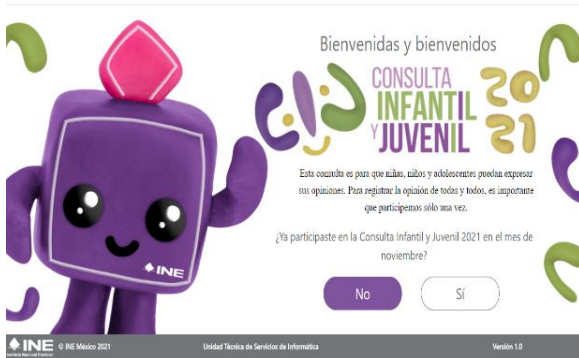 Bienvenidas y bienvenidos
CONSULTA
INFANTIL
Y JUVENIL
20
21
Esta consulta es para que niñas, niños y adolescentes puedan expresar
sus opiniones. Para registrar la opinión de todas y todos, es importante
que participemos sólo una vez.
¿Ya participaste en la Consulta Infantil y Juvenil 2021 en el mes de
noviembre?
No
Sí
INE
INE
Instituto Nacional Electoral
© INE México 2021
Unidad Técnica de Servicios de Informática
Versión 1.0